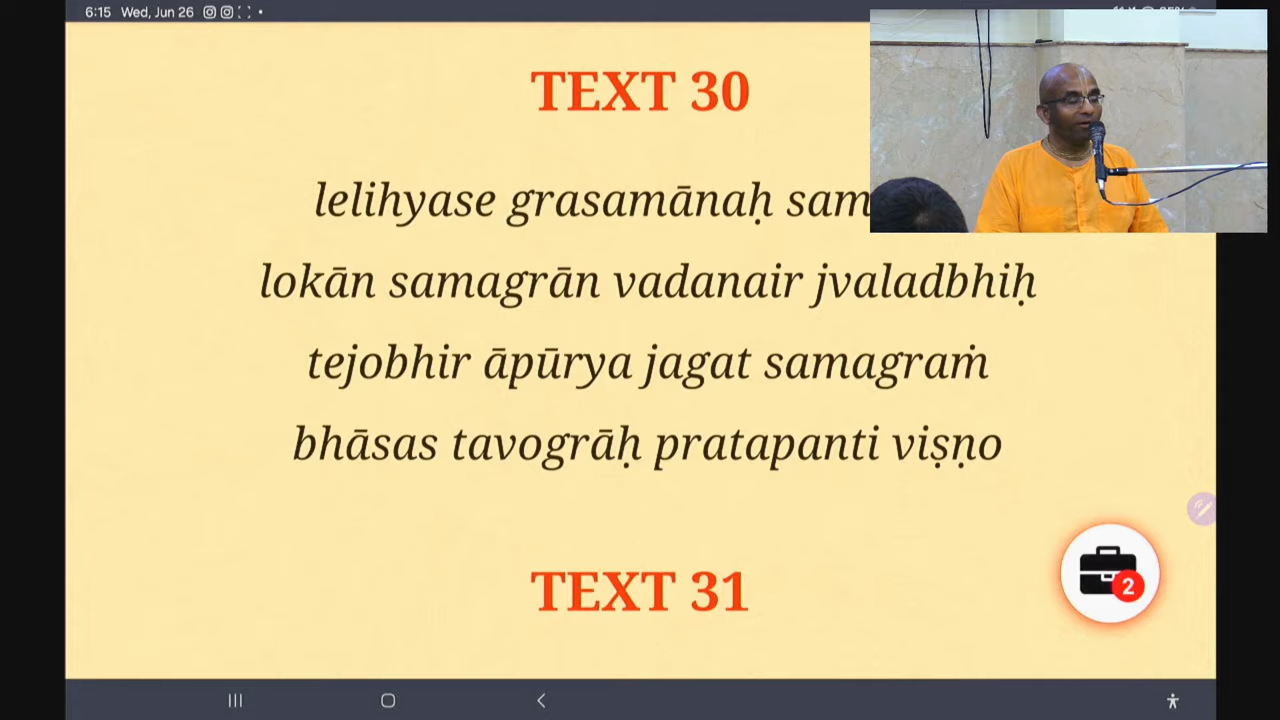 6:15 Wed, Jun 26
TEXT 30
lelihyase grasamānaḥ sam
lokān samagrān vadanair jvaladbhiḥ
tejobhir āpūrya jagat samagraṁ
bhāsas tavogrāḥ pratapanti viṣṇo
2
TEXT 31